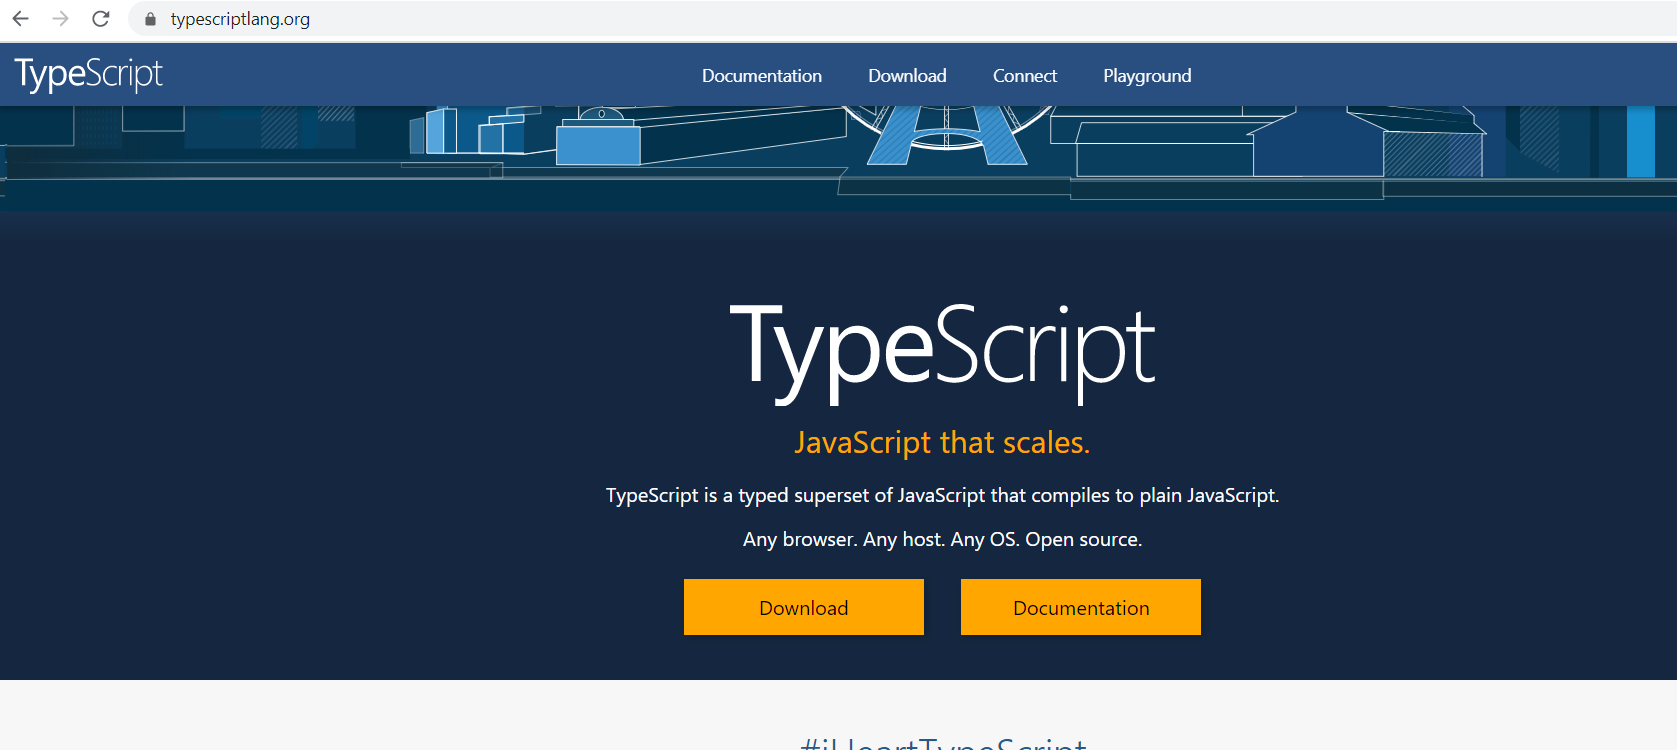 typescriptlang.org
TypeScript
Documentation Download Connect Playground
TypeScript
JavaScript that scales.
TypeScript is a typed superset of JavaScript that compiles to plain JavaScript.
Any browser. Any host. Any OS. Open source.
Download Documentation
#iHeartTypeScript